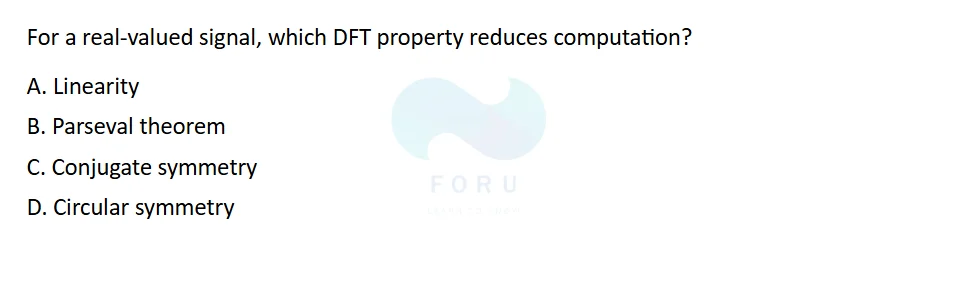 For a real-valued signal, which DFT property reduces computation?
A. Linearity
B. Parseval theorem
C. Conjugate symmetry
FORU
D. Circular symmetry